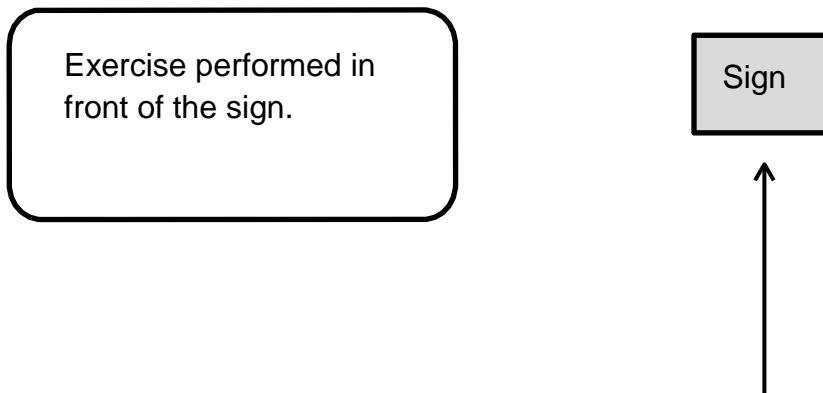 Exercise performed in
front of the sign.
Sign